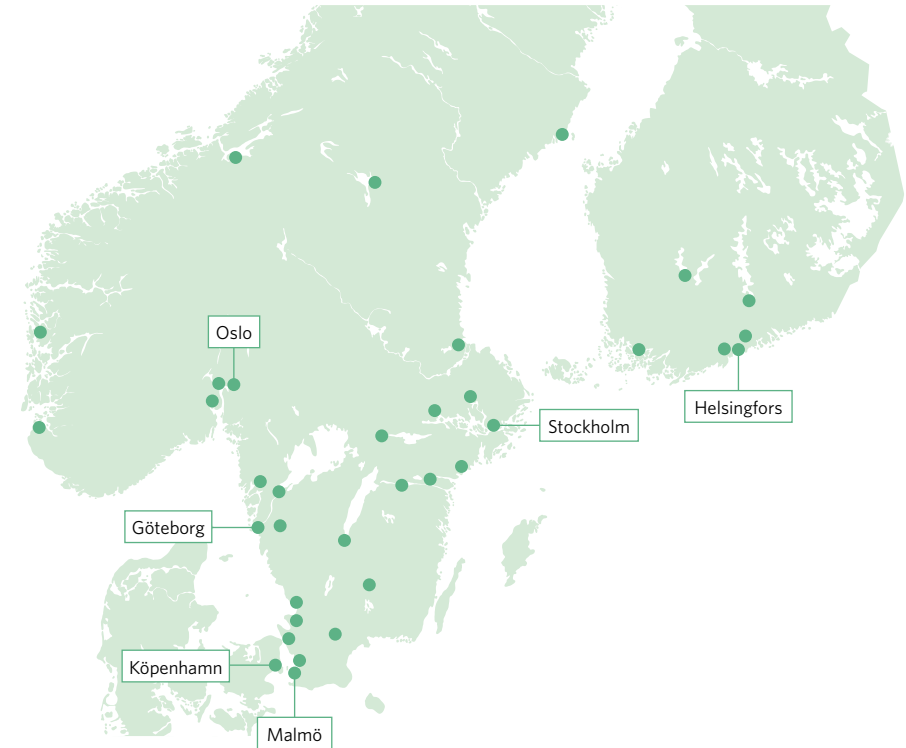 Oslo
Helsingfors
Stockholm
Göteborg
Köpenhamn
Malmö